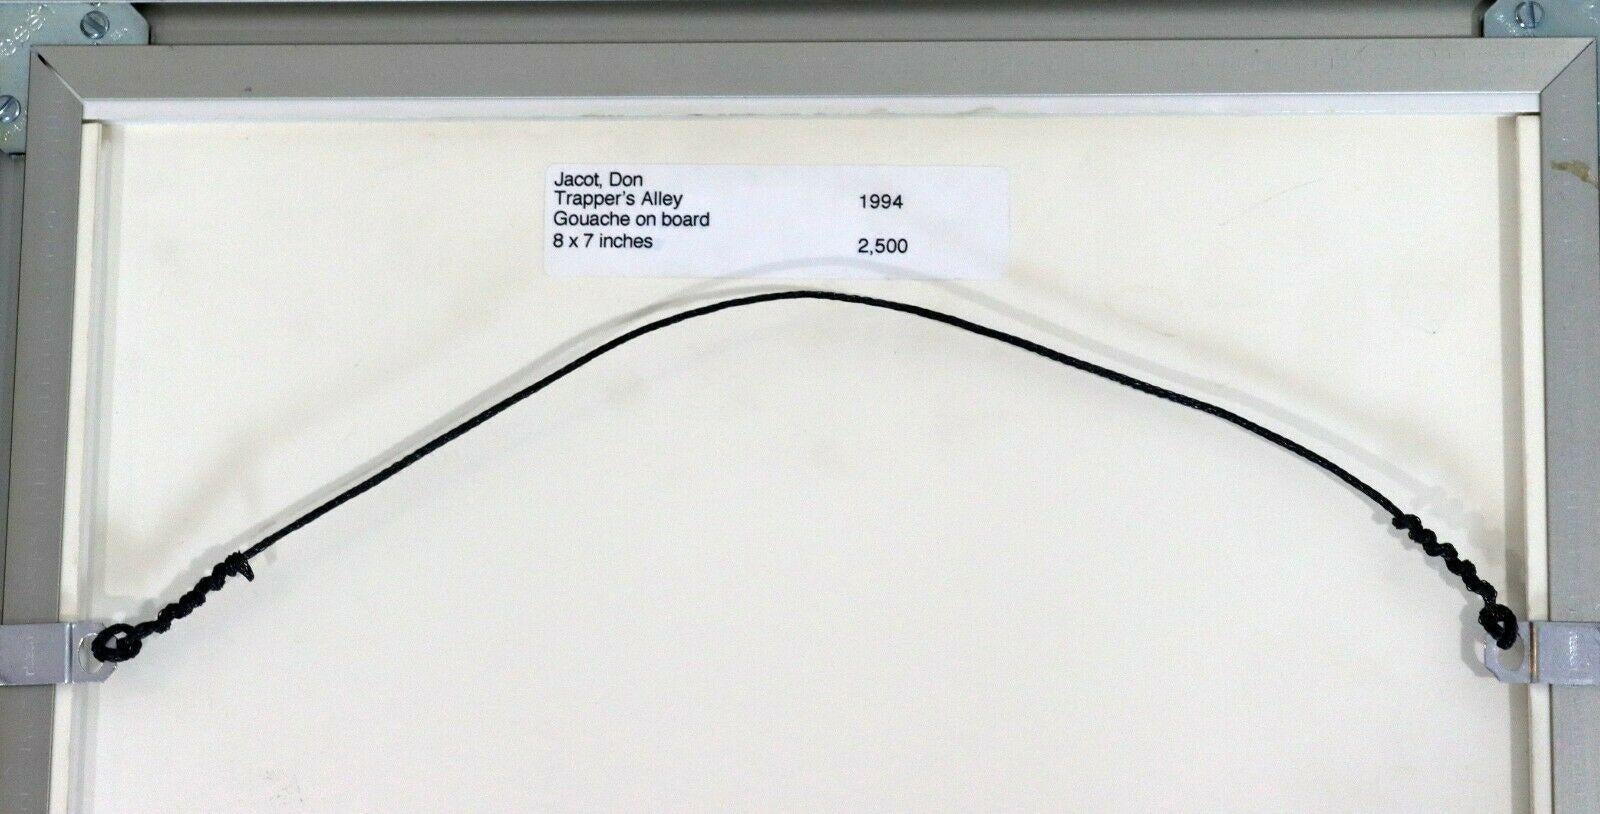 Jacot, Don
Trapper's Alley 1994
Gouache on board
8 x 7 inches 2,500